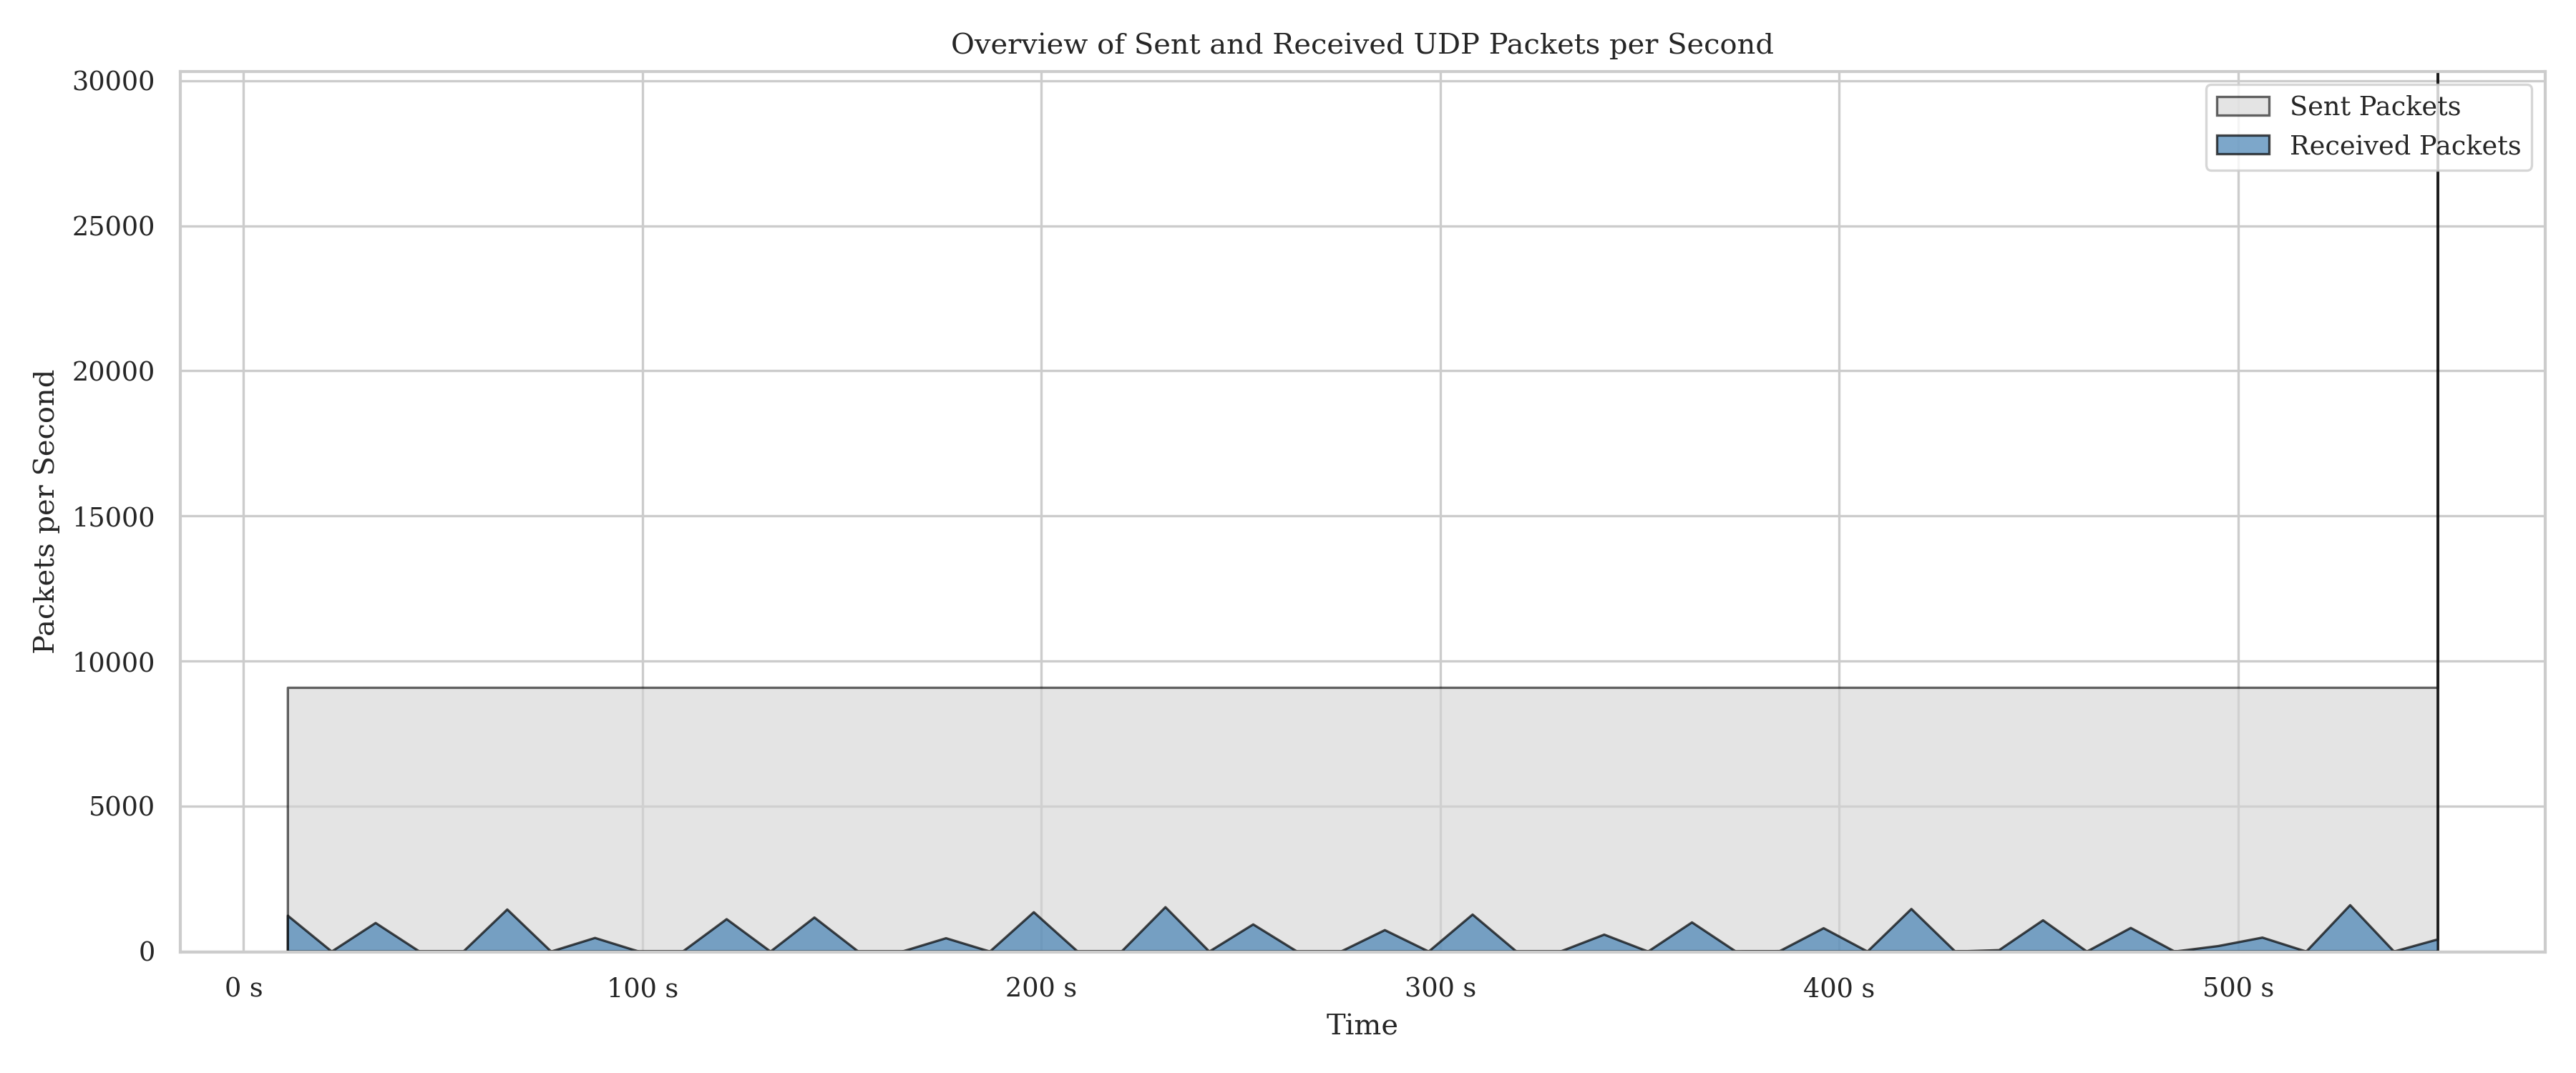 Overview of Sent and Received UDP Packets per Second
Sent Packets
Received Packets
Packets per Second
30000
25000
20000
15000
10000
5000
0
0 s
100 s
200 s
300 s
400 s
500 s
Time